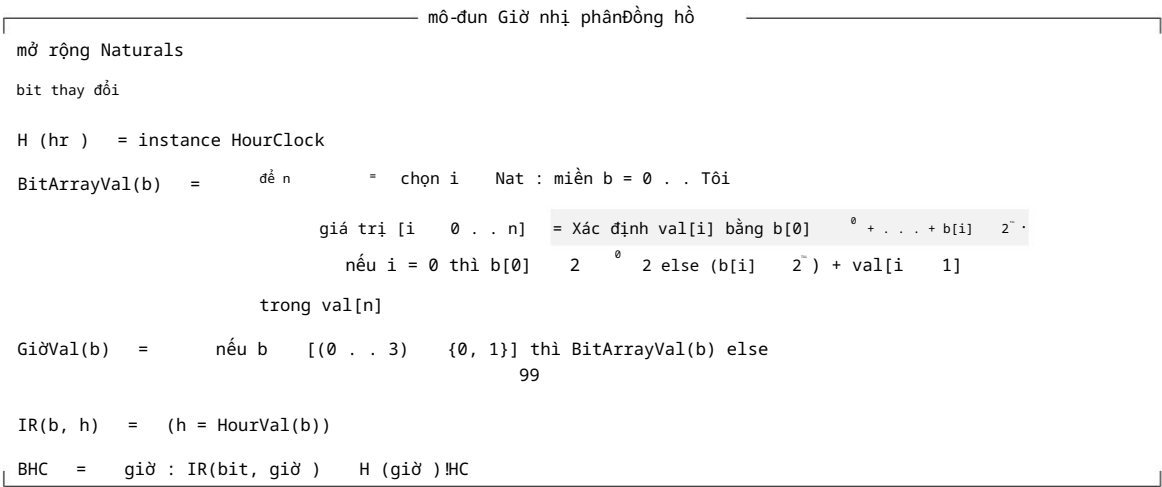 mô-đun Giờ nhị phânĐồng hồ
mở rộng Naturals
bit thay đổi
H (hr ) = instance HourClock
BitArrayVal(b) = để n = chọn i Nat : miền b = 0 . . Tôi
giá trị [i 0 . . n] = Xác định val[i] bằng b[0] 0 + . . . + b[i] 2 .
nếu i = 0 thì b[0] 2 0 2 else (b[i] 2 ) + val[i 1]
trong val[n]
GiờVal(b) = nếu b [(0 . . 3) {0, 1}] thì BitArrayVal(b) else
99
IR(b, h) = (h = HourVal(b))
BHC = giờ : IR(bit, giờ ) H (giờ )!HC